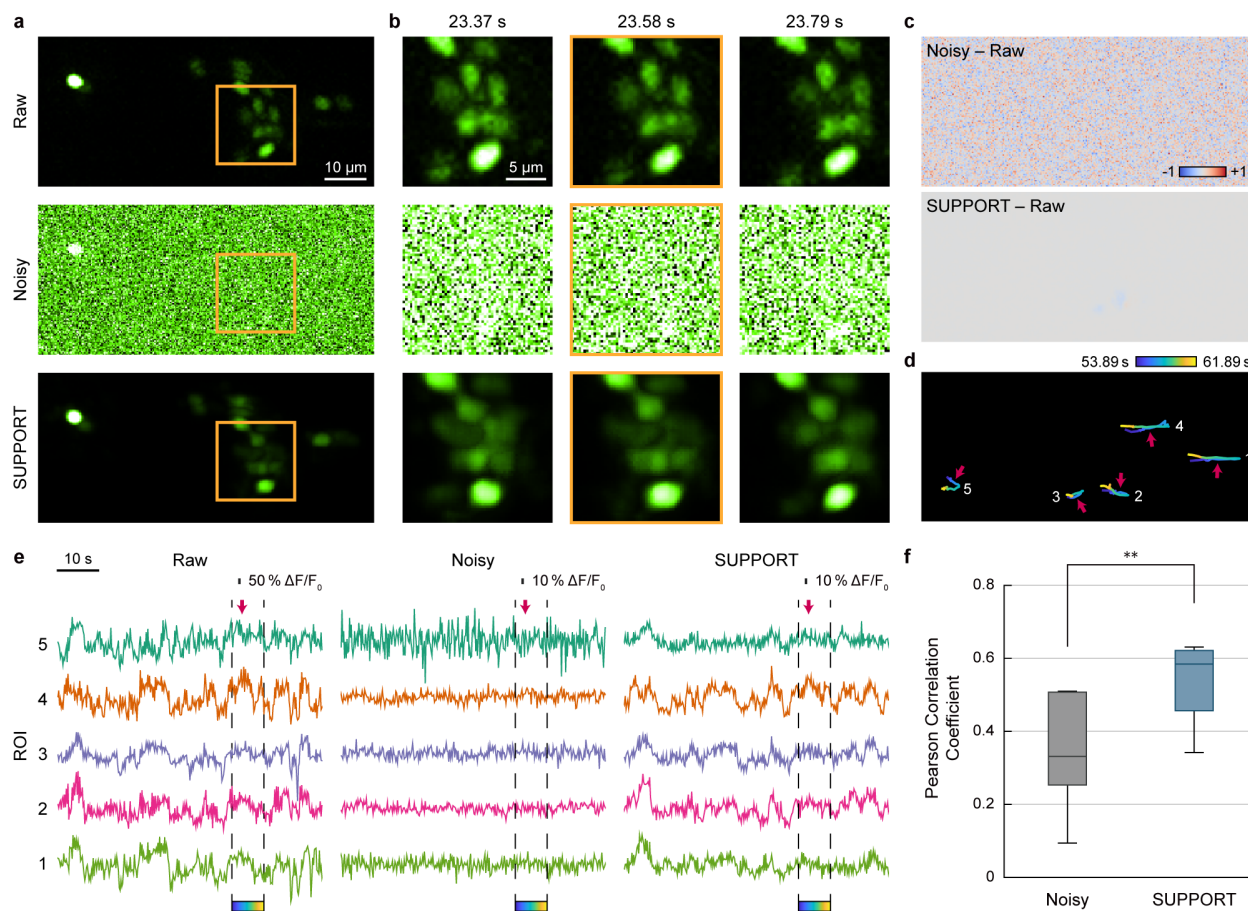 a
b
23.37 s
23.58 s
23.79 s
c
Raw
10 µm
5 µm
Noisy – Raw
-1
+1
Noisy
SUPPORT – Raw
SUPPORT
d
53.89 s
61.89 s
4
5
3
2
e
10 s
Raw
Noisy
SUPPORT
50 % ΔF/F0
10 % ΔF/F0
10 % ΔF/F0
ROI
5
4
3
2
1
f
**
Pearson Correlation
Coefficient
0.8
0.6
0.4
0.2
0
Noisy
SUPPORT